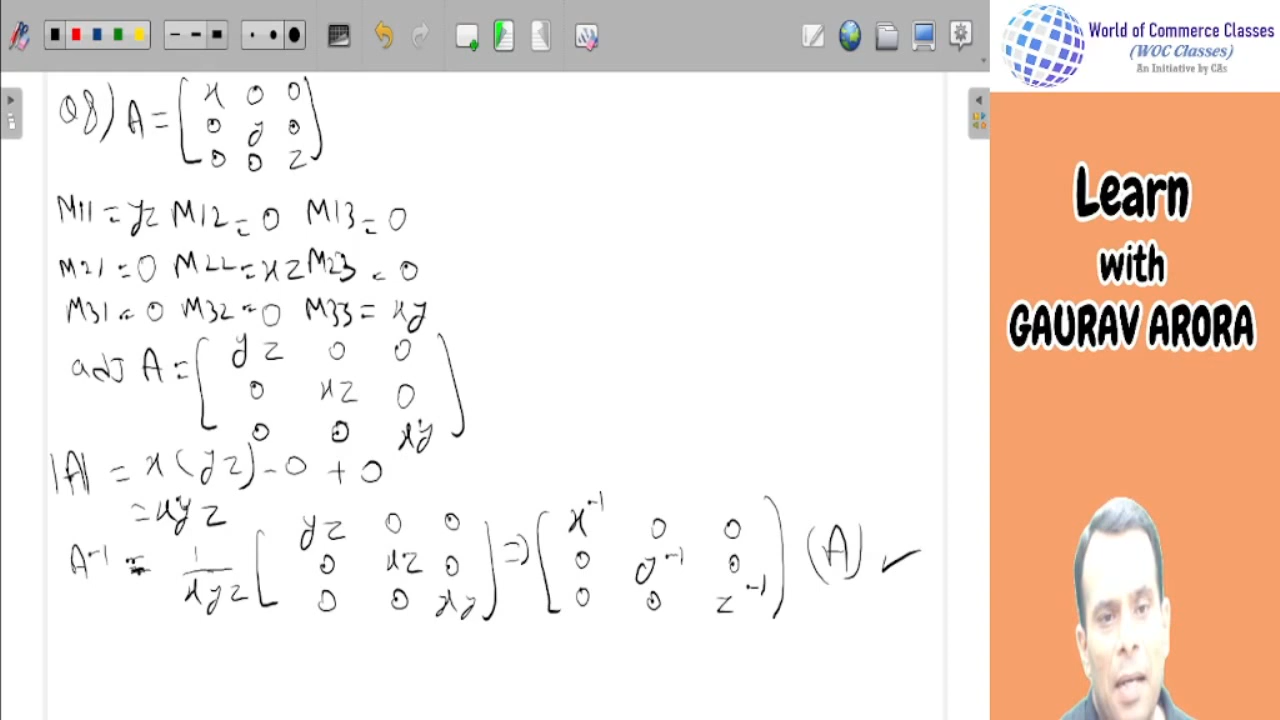 Q8) A = [ x 0 0
0 y 0
0 0 z ]
M11 = yz M12 = 0 M13 = 0
M21 = 0 M22 = xz M23 = 0
M31 = 0 M32 = 0 M33 = xy
adj A = [ yz 0 0
0 xz 0
0 0 xy ]
|A| = x(yz) - 0 + 0
= xyz
A⁻¹ = 1/xyz [ yz 0 0
0 xz 0
0 0 xy ] ⇒ [ x⁻¹ 0 0
0 y⁻¹ 0
0 0 z⁻¹ ] (A) ✓
World of Commerce Classes
(WOC Classes)
An Initiative by CAs
Learn
with
GAURAV ARORA